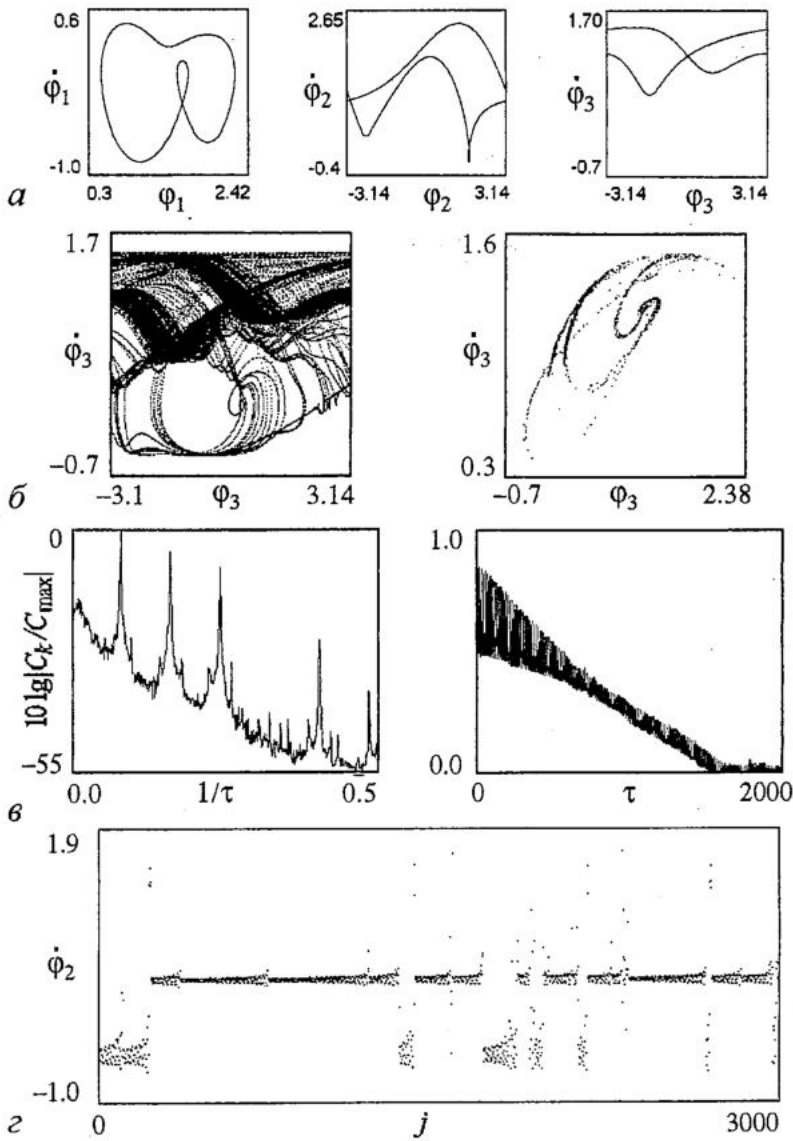 0.6
φ̇₁
-1.0
0.3
φ₁
2.42
2.65
φ̇₂
-0.4
-3.14
φ₂
3.14
1.70
φ̇₃
-0.7
-3.14
φ₃
3.14
а
1.7
φ̇₃
−0.7
−3.1
φ₃
3.14
1.6
φ̇₃
0.3
−0.7
φ₃
2.38
б
0
10 lg|Cₖ/Cmax|
−55
0.0
1/τ
0.5
1.0
0.0
0
τ
2000
в
1.9
φ̇₂
−1.0
0
j
3000
г